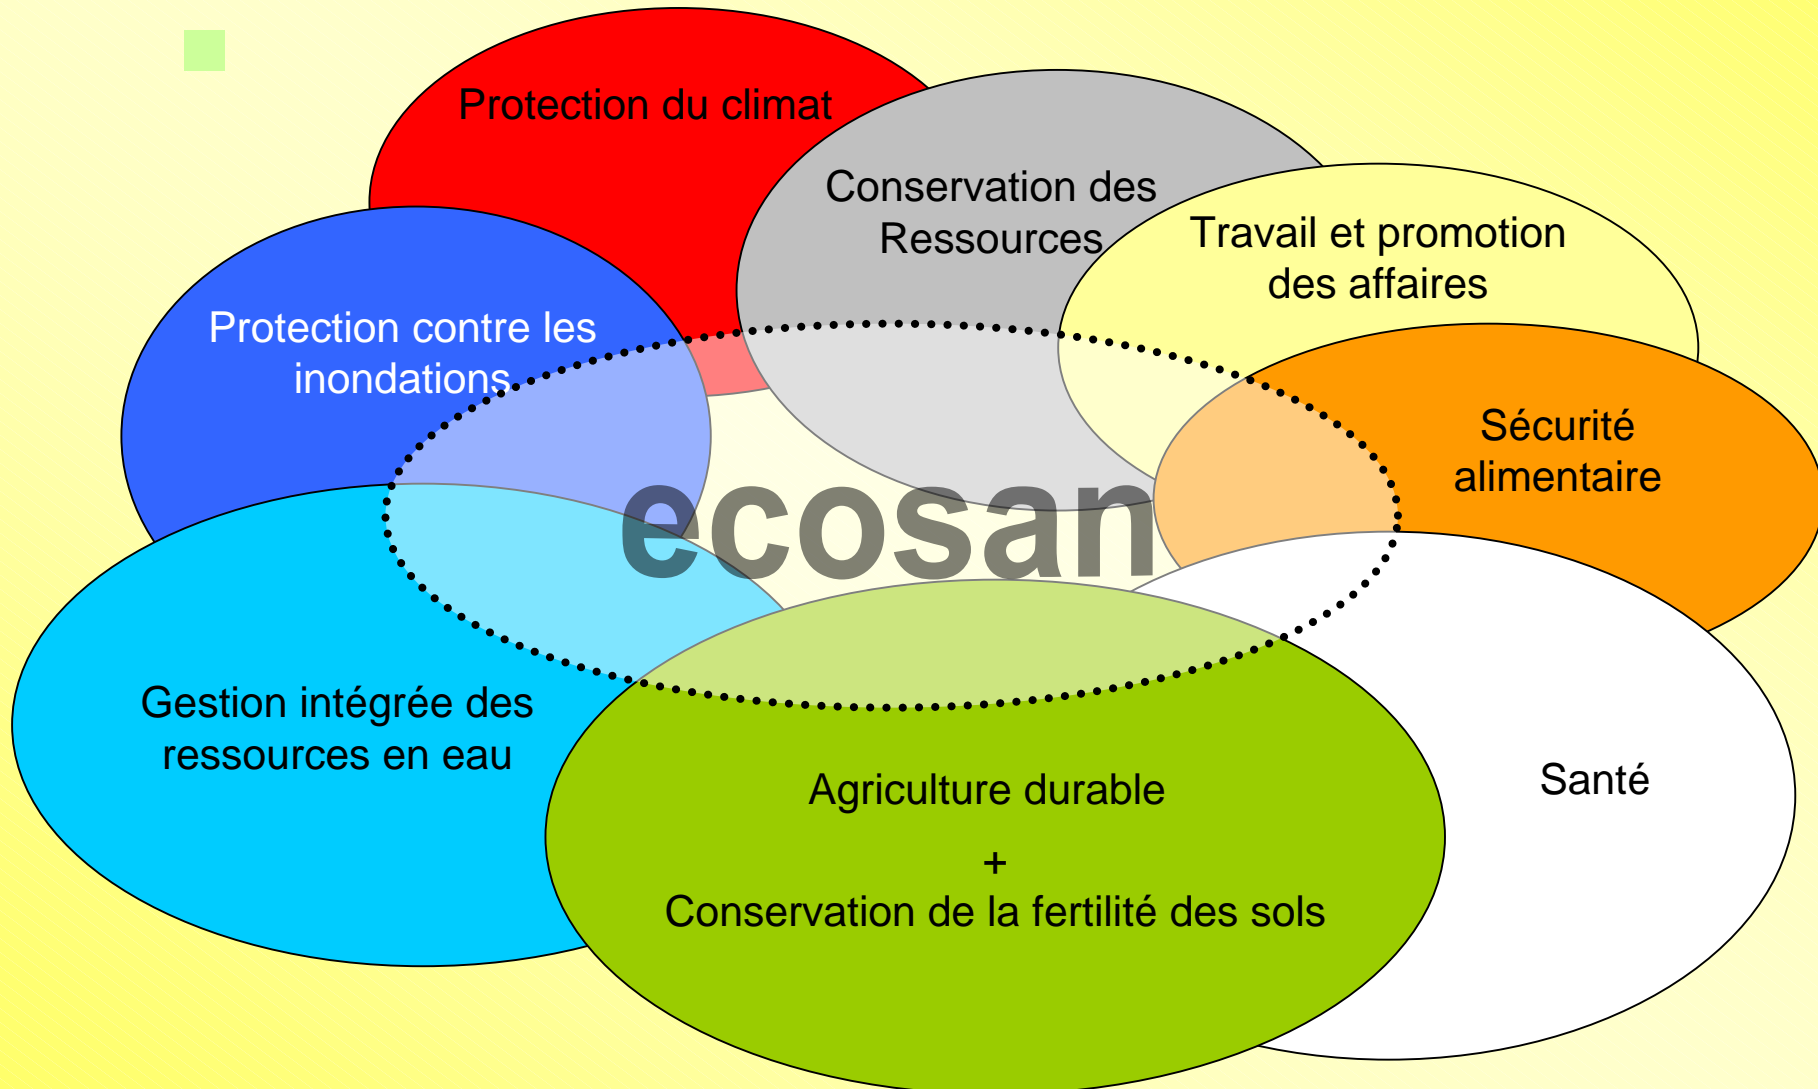 Protection du climat
Conservation des
Ressources
Travail et promotion
des affaires
Protection contre les
inondations
Sécurité
alimentaire
ecosan
Gestion intégrée des
ressources en eau
Agriculture durable
+
Conservation de la fertilité des sols
Santé